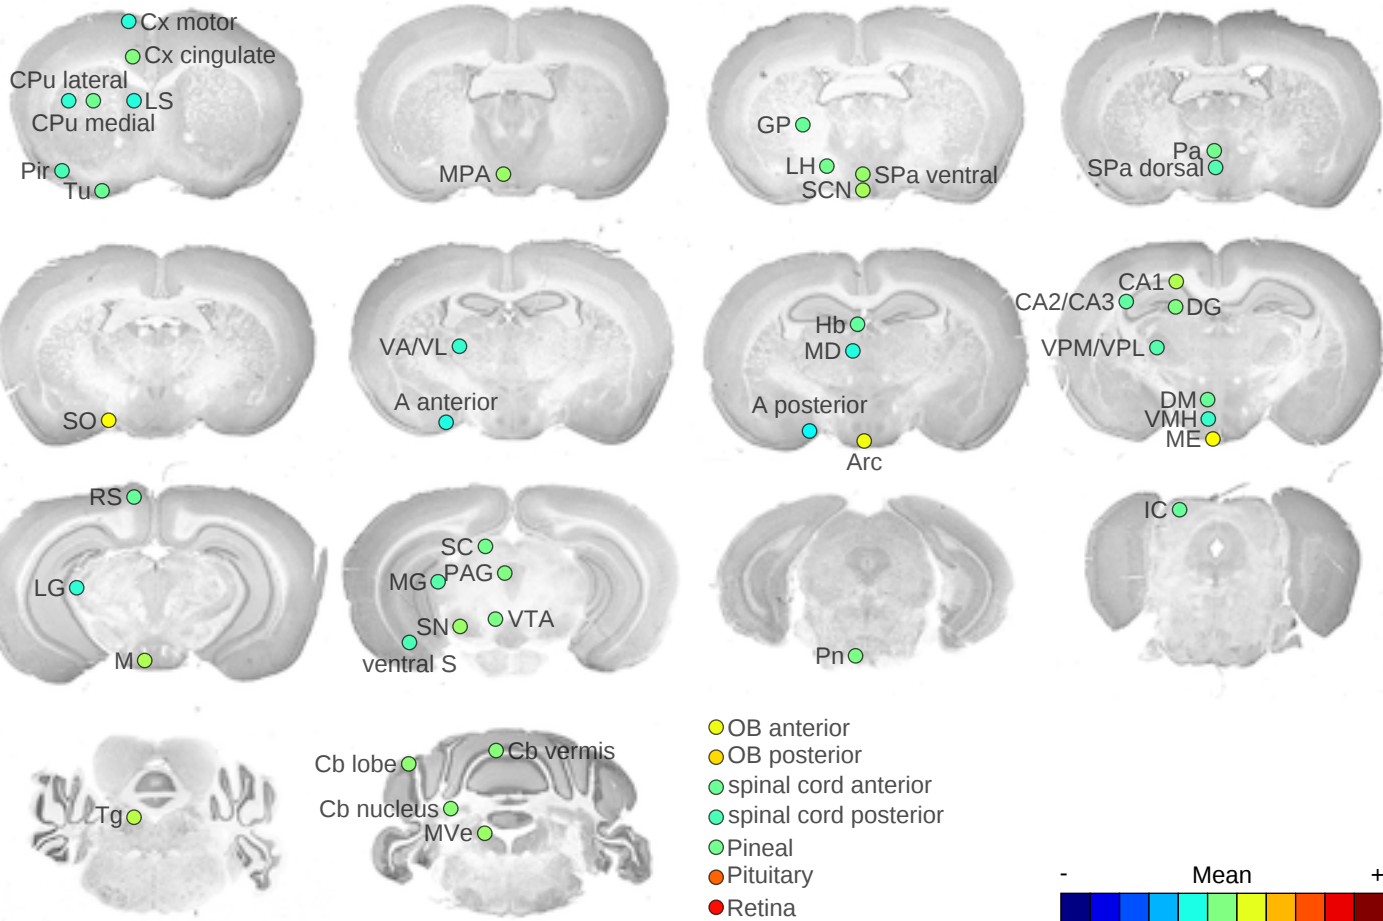 Cx motor
Cx cingulate
CPu lateral
LS
CPu medial
Pir
Tu
MPA
GP
LH
SPa ventral
SCN
Pa
SPa dorsal
SO
VA/VL
A anterior
Hb
MD
A posterior
Arc
CA1
CA2/CA3
DG
VPM/VPL
DM
VMH
ME
RS
LG
M
SC
PAG
MG
VTA
SN
ventral S
Pn
IC
Tg
Cb lobe
Cb vermis
Cb nucleus
MVe
OB anterior
OB posterior
spinal cord anterior
spinal cord posterior
Pineal
Pituitary
Retina
- Mean +